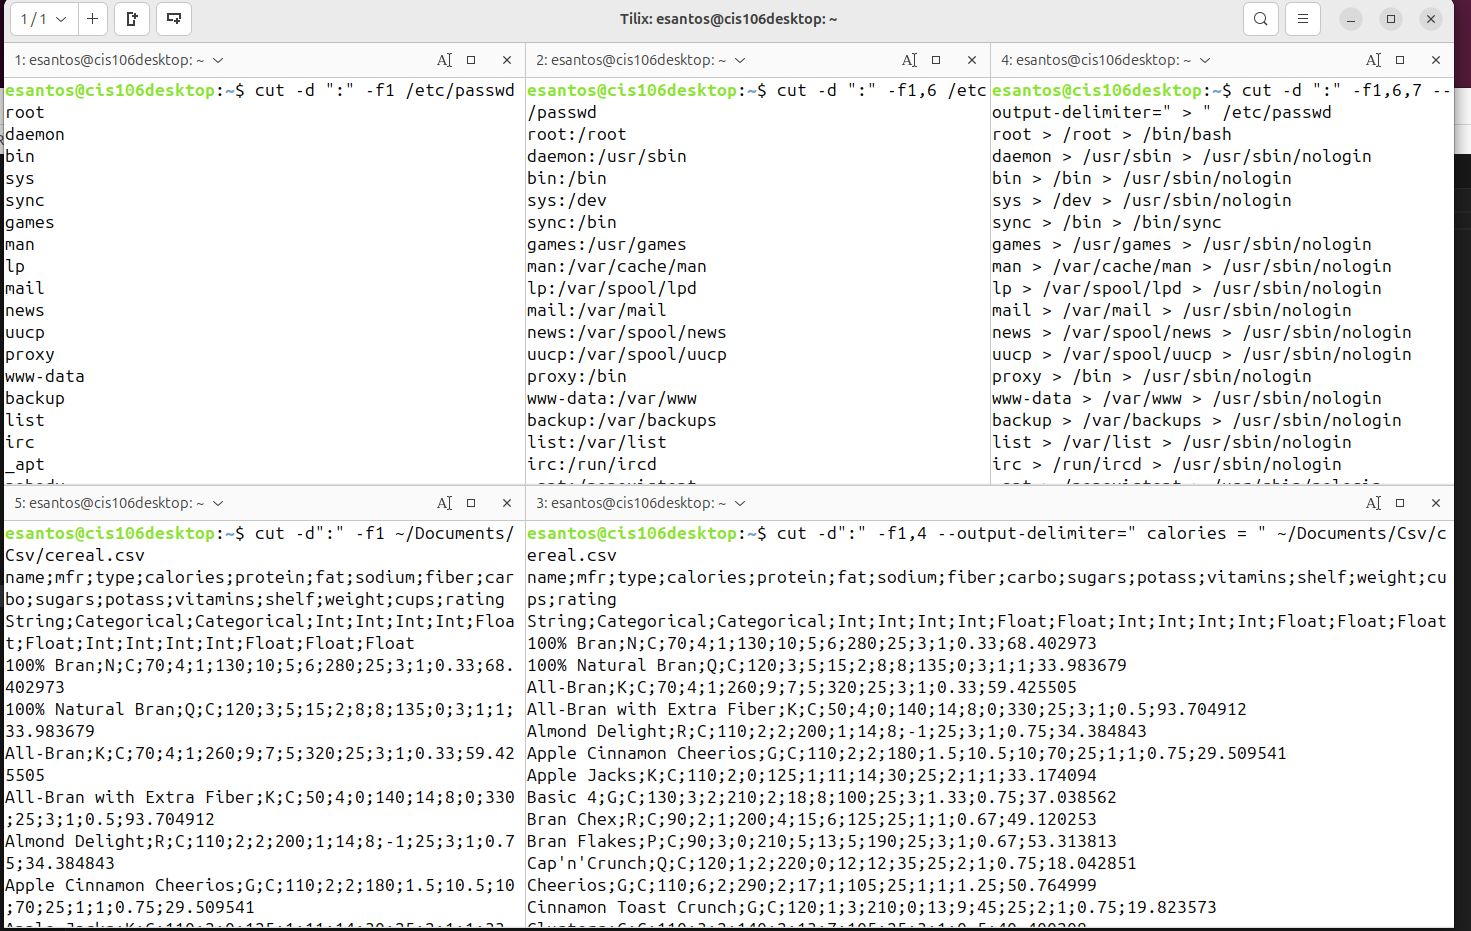 1 / 1
Tilix: esantos@cis106desktop: ~
1: esantos@cis106desktop: ~
esantos@cis106desktop:~$ cut -d ":" -f1 /etc/passwd
root
daemon
bin
sys
sync
games
man
lp
mail
news
uucp
proxy
www-data
backup
list
irc
_apt
2: esantos@cis106desktop: ~
esantos@cis106desktop:~$ cut -d ":" -f1,6 /etc
/passwd
root:/root
daemon:/usr/sbin
bin:/bin
sys:/dev
sync:/bin
games:/usr/games
man:/var/cache/man
lp:/var/spool/lpd
mail:/var/mail
news:/var/spool/news
uucp:/var/spool/uucp
proxy:/bin
www-data:/var/www
backup:/var/backups
list:/var/list
irc:/run/ircd
4: esantos@cis106desktop: ~
esantos@cis106desktop:~$ cut -d ":" -f1,6,7 --
output-delimiter=" > " /etc/passwd
root > /root > /bin/bash
daemon > /usr/sbin > /usr/sbin/nologin
bin > /bin > /usr/sbin/nologin
sys > /dev > /usr/sbin/nologin
sync > /bin > /bin/sync
games > /usr/games > /usr/sbin/nologin
man > /var/cache/man > /usr/sbin/nologin
lp > /var/spool/lpd > /usr/sbin/nologin
mail > /var/mail > /usr/sbin/nologin
news > /var/spool/news > /usr/sbin/nologin
uucp > /var/spool/uucp > /usr/sbin/nologin
proxy > /bin > /usr/sbin/nologin
www-data > /var/www > /usr/sbin/nologin
backup > /var/backups > /usr/sbin/nologin
list > /var/list > /usr/sbin/nologin
irc > /run/ircd > /usr/sbin/nologin
5: esantos@cis106desktop: ~
esantos@cis106desktop:~$ cut -d":" -f1 ~/Documents/
Csv/cereal.csv
name;mfr;type;calories;protein;fat;sodium;fiber;car
bo;sugars;potass;vitamins;shelf;weight;cups;rating
String;Categorical;Categorical;Int;Int;Int;Int;Floa
t;Float;Int;Int;Int;Int;Float;Float;Float
100% Bran;N;C;70;4;1;130;10;5;6;280;25;3;1;0.33;68.
402973
100% Natural Bran;Q;C;120;3;5;15;2;8;8;135;0;3;1;1;
33.983679
All-Bran;K;C;70;4;1;260;9;7;5;320;25;3;1;0.33;59.42
5505
All-Bran with Extra Fiber;K;C;50;4;0;140;14;8;0;330
;25;3;1;0.5;93.704912
Almond Delight;R;C;110;2;2;200;1;14;8;-1;25;3;1;0.7
5;34.384843
Apple Cinnamon Cheerios;G;C;110;2;2;180;1.5;10.5;10
;70;25;1;1;0.75;29.509541
3: esantos@cis106desktop: ~
esantos@cis106desktop:~$ cut -d":" -f1,4 --output-delimiter=" calories = " ~/Documents/Csv/c
ereal.csv
name;mfr;type;calories;protein;fat;sodium;fiber;carbo;sugars;potass;vitamins;shelf;weight;cu
ps;rating
String;Categorical;Categorical;Int;Int;Int;Int;Float;Float;Int;Int;Int;Int;Float;Float;Float
100% Bran;N;C;70;4;1;130;10;5;6;280;25;3;1;0.33;68.402973
100% Natural Bran;Q;C;120;3;5;15;2;8;8;135;0;3;1;1;33.983679
All-Bran;K;C;70;4;1;260;9;7;5;320;25;3;1;0.33;59.425505
All-Bran with Extra Fiber;K;C;50;4;0;140;14;8;0;330;25;3;1;0.5;93.704912
Almond Delight;R;C;110;2;2;200;1;14;8;-1;25;3;1;0.75;34.384843
Apple Cinnamon Cheerios;G;C;110;2;2;180;1.5;10.5;10;70;25;1;1;0.75;29.509541
Apple Jacks;K;C;110;2;0;125;1;11;14;30;25;2;1;1;33.174094
Basic 4;G;C;130;3;2;210;2;18;8;100;25;3;1.33;0.75;37.038562
Bran Chex;R;C;90;2;1;200;4;15;6;125;25;1;1;0.67;49.120253
Bran Flakes;P;C;90;3;0;210;5;13;5;190;25;3;1;0.67;53.313813
Cap'n'Crunch;Q;C;120;1;2;220;0;12;12;35;25;2;1;0.75;18.042851
Cheerios;G;C;110;6;2;290;2;17;1;105;25;1;1;1.25;50.764999
Cinnamon Toast Crunch;G;C;120;1;3;210;0;13;9;45;25;2;1;0.75;19.823573